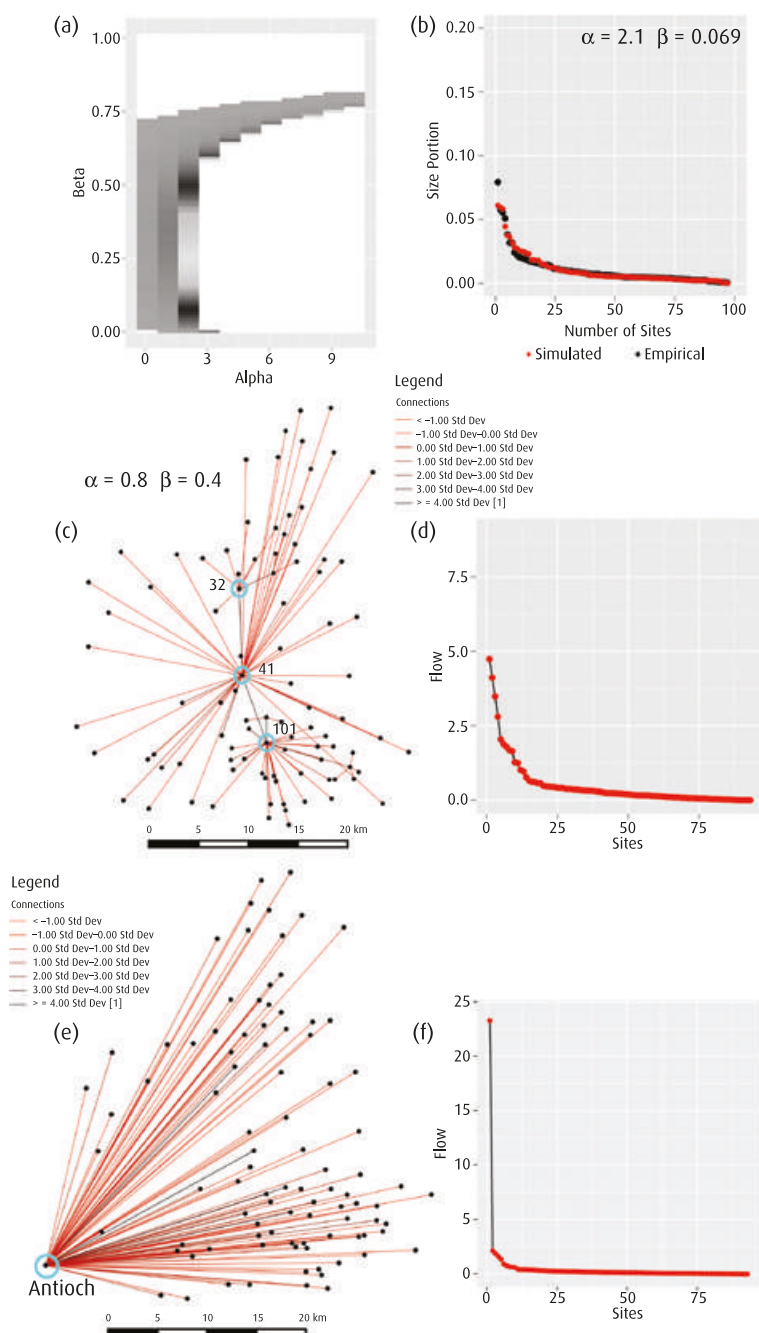 (a)
1.00
0.75
0.50
0.25
0.00
Beta
0 3 6 9
Alpha
(b)
α = 2.1 β = 0.069
0.20
0.15
0.10
0.05
0.00
Size Portion
0 25 50 75 100
Number of Sites
Simulated Empirical
Legend
Connections
< –1.00 Std Dev
–1.00 Std Dev–0.00 Std Dev
0.00 Std Dev–1.00 Std Dev
1.00 Std Dev–2.00 Std Dev
2.00 Std Dev–3.00 Std Dev
3.00 Std Dev–4.00 Std Dev
> = 4.00 Std Dev [1]
α = 0.8 β = 0.4
(c)
32
41
101
0 5 10 15 20 km
(d)
7.5
5.0
2.5
0.0
Flow
0 25 50 75
Sites
Legend
Connections
< –1.00 Std Dev
–1.00 Std Dev–0.00 Std Dev
0.00 Std Dev–1.00 Std Dev
1.00 Std Dev–2.00 Std Dev
2.00 Std Dev–3.00 Std Dev
3.00 Std Dev–4.00 Std Dev
> = 4.00 Std Dev [1]
(e)
Antioch
0 5 10 15 20 km
(f)
25
20
15
10
5
0
Flow
0 25 50 75
Sites